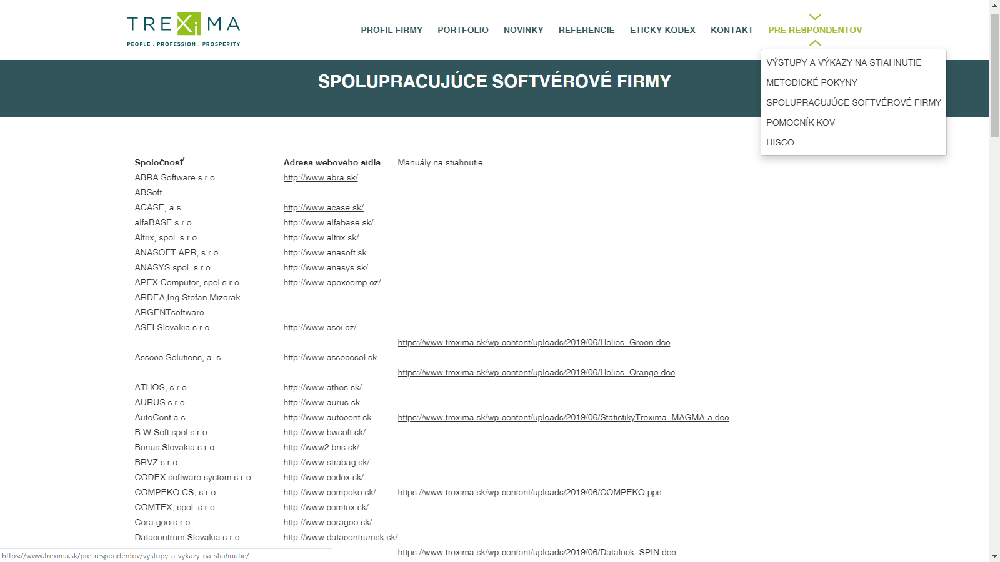 TREXiMA
PEOPLE . PROFESSION . PROSPERITY
PROFIL FIRMY
PORTFÓLIO
NOVINKY
REFERENCIE
ETICKÝ KÓDEX
KONTAKT
PRE RESPONDENTOV
VÝSTUPY A VÝKAZY NA STIAHNUTIE
METODICKÉ POKYNY
SPOLUPRACUJÚCE SOFTVÉROVÉ FIRMY
POMOCNÍK KOV
HISCO
SPOLUPRACUJÚCE SOFTVÉROVÉ FIRMY
Spoločnosť Adresa webového sídla Manuály na stiahnutie
ABRA Software s r.o. http://www.abra.sk/
ABSoft
ACASE, a.s. http://www.acase.sk/
alfaBASE s.r.o. http://www.alfabase.sk/
Altrix, spol. s r.o. http://www.altrix.sk/
ANASOFT APR, s.r.o. http://www.anasoft.sk
ANASYS spol. s r.o. http://www.anasys.sk/
APEX Computer, spol.s.r.o. http://www.apexcomp.cz/
ARDEA,Ing.Stefan Mizerak
ARGENTsoftware
ASEI Slovakia s r.o. http://www.asei.cz/
https://www.trexima.sk/wp-content/uploads/2019/06/Helios_Green.doc
Asseco Solutions, a. s. http://www.assecosol.sk
https://www.trexima.sk/wp-content/uploads/2019/06/Helios_Orange.doc
ATHOS, s.r.o. http://www.athos.sk/
AURUS s.r.o. http://www.aurus.sk
AutoCont a.s. http://www.autocont.sk https://www.trexima.sk/wp-content/uploads/2019/06/StatistikyTrexima_MAGMA-a.doc
B.W.Soft spol.s.r.o. http://www.bwsoft.sk/
Bonus Slovakia s.r.o. http://www2.bns.sk/
BRVZ s.r.o. http://www.strabag.sk/
CODEX software system s.r.o. http://www.codex.sk/
COMPEKO CS, s.r.o. http://www.compeko.sk/ https://www.trexima.sk/wp-content/uploads/2019/06/COMPEKO.pps
COMTEX, spol. s r.o. http://www.comtex.sk/
Cora geo s.r.o. http://www.corageo.sk/
Datacentrum Slovakia s.r.o http://www.datacentrumsk.sk/
https://www.trexima.sk/wp-content/uploads/2019/06/Datalock_SPIN.doc
https://www.trexima.sk/pre-respondentov/vystupy-a-vykazy-na-stiahnutie/